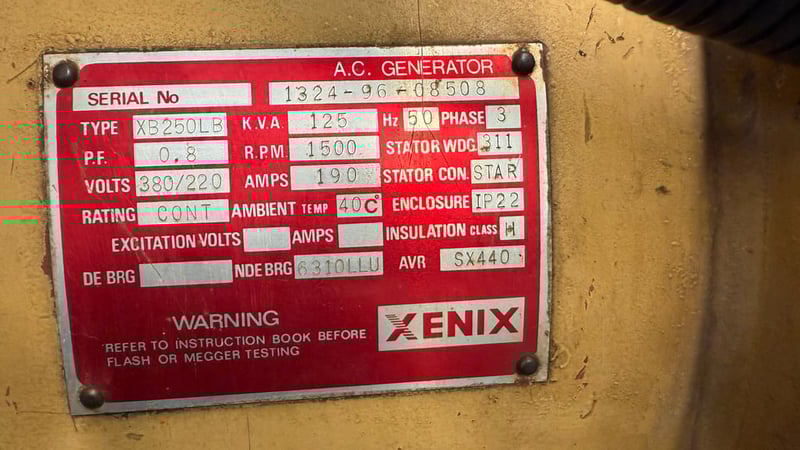 A.C. GENERATOR
SERIAL No 1324-96-08508
TYPE XB250LB K.V.A. 125 Hz 50 PHASE 3
P.F. 0.8 R.P.M. 1500 STATOR WDG. 311
VOLTS 380/220 AMPS 190 STATOR CON. STAR
RATING CONT AMBIENT TEMP 40C° ENCLOSURE IP22
EXCITATION VOLTS AMPS INSULATION CLASS H
DE BRG NDE BRG 6310LLU AVR SX440
WARNING
REFER TO INSTRUCTION BOOK BEFORE
FLASH OR MEGGER TESTING
XENIX